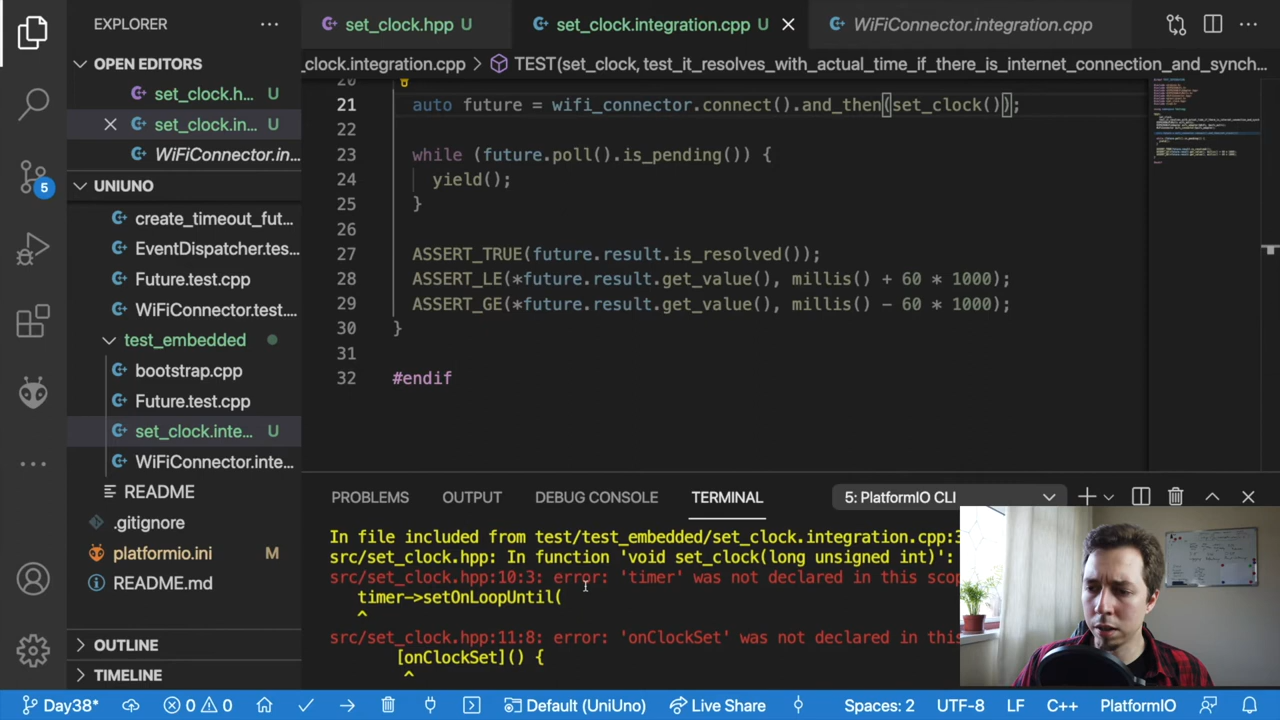 EXPLORER
OPEN EDITORS
set_clock.h... U
set_clock.in... U
WiFiConnector.in...
UNIUNO
create_timeout_fut...
EventDispatcher.tes...
Future.test.cpp
WiFiConnector.test....
test_embedded
bootstrap.cpp
Future.test.cpp
set_clock.inte... U
WiFiConnector.inte...
README
.gitignore
platformio.ini M
README.md
OUTLINE
TIMELINE
5
set_clock.hpp U
set_clock.integration.cpp U
WiFiConnector.integration.cpp
_clock.integration.cpp > TEST(set_clock, test_it_resolves_with_actual_time_if_there_is_internet_connection_and_synch...
20
21 auto future = wifi_connector.connect().and_then(set_clock());
22
23 while (future.poll().is_pending()) {
24 yield();
25 }
26
27 ASSERT_TRUE(future.result.is_resolved());
28 ASSERT_LE(*future.result.get_value(), millis() + 60 * 1000);
29 ASSERT_GE(*future.result.get_value(), millis() - 60 * 1000);
30 }
31
32 #endif
PROBLEMS OUTPUT DEBUG CONSOLE TERMINAL 5: PlatformIO CLI
In file included from test/test_embedded/set_clock.integration.cpp:3
src/set_clock.hpp: In function 'void set_clock(long unsigned int)':
src/set_clock.hpp:10:3: error: 'timer' was not declared in this scop
timer->setOnLoopUntil(
^
src/set_clock.hpp:11:8: error: 'onClockSet' was not declared in this
[onClockSet]() {
^
Day38* 0 0 Default (UniUno) Live Share Spaces: 2 UTF-8 LF C++ PlatformIO